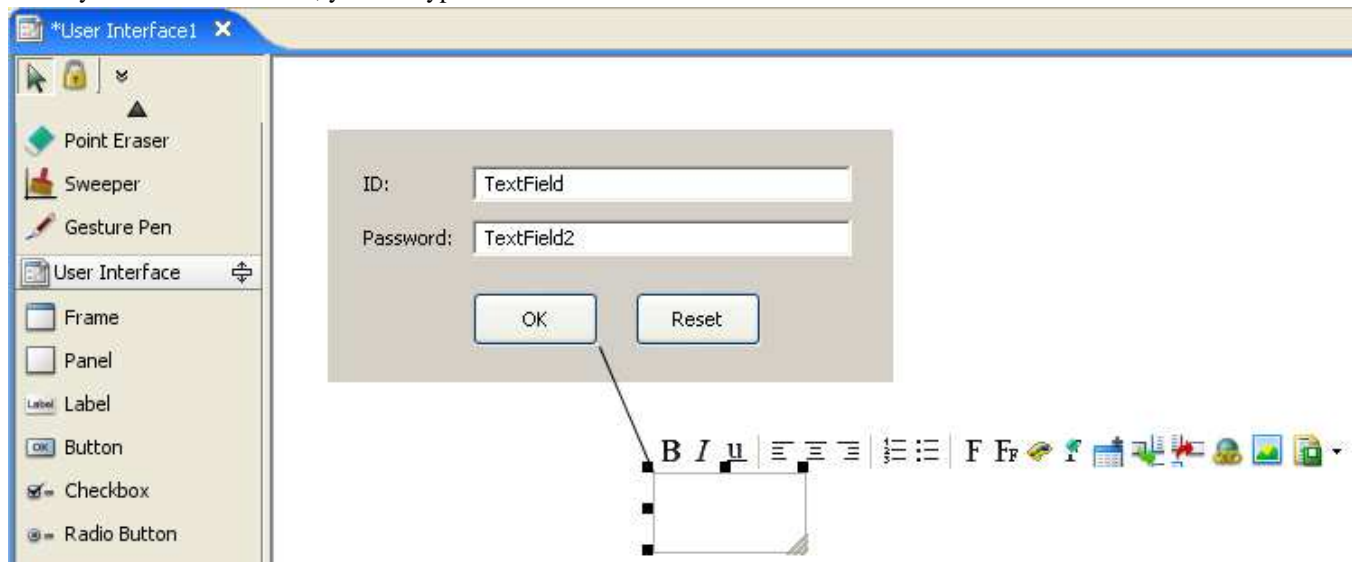 *User Interface1
Point Eraser
Sweeper
Gesture Pen
User Interface
Frame
Panel
Label Label
OK Button
Checkbox
Radio Button
ID: TextField
Password: TextField2
OK Reset
B I u F FF